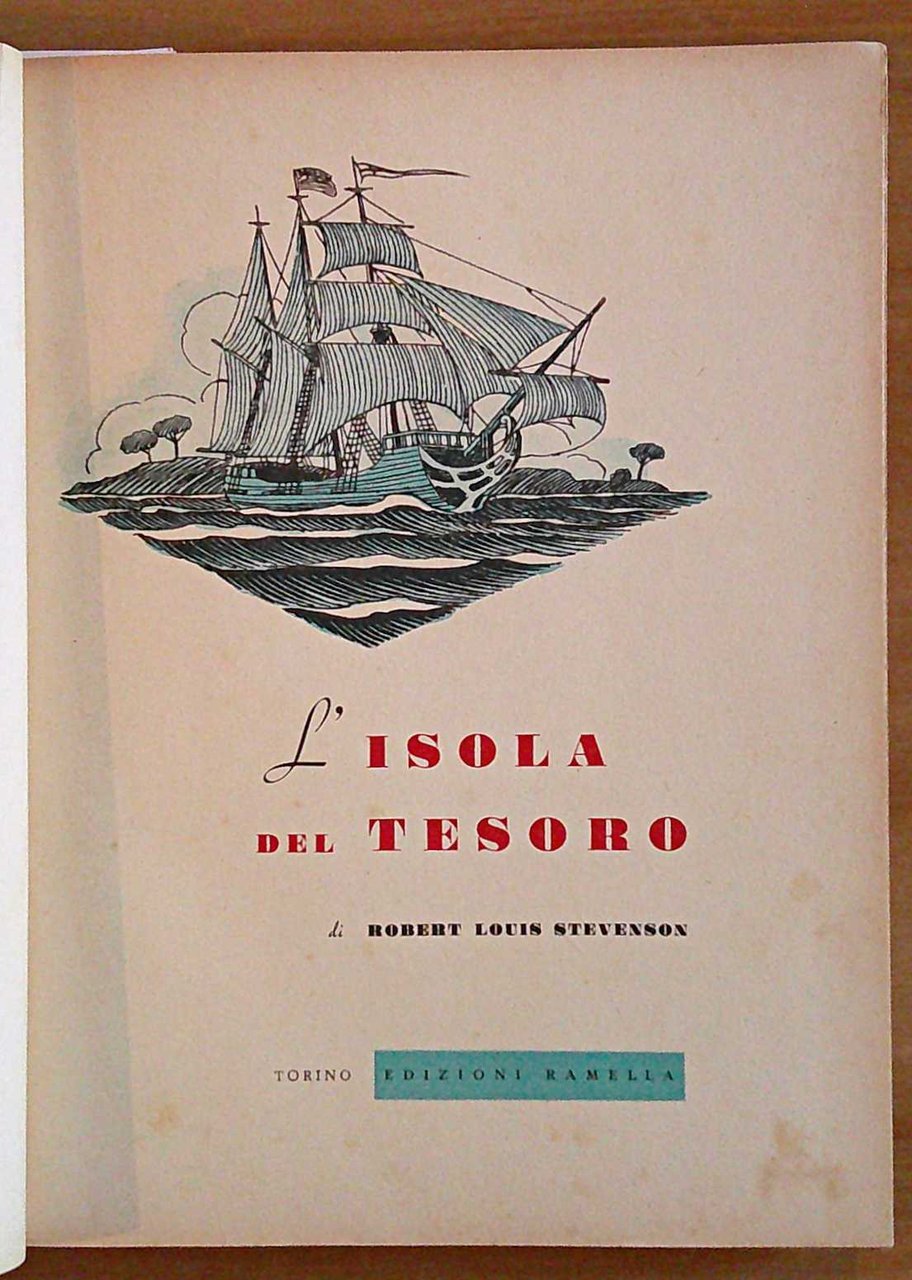 L' ISOLA
DEL TESORO
di ROBERT LOUIS STEVENSON
TORINO EDIZIONI RAMELLA